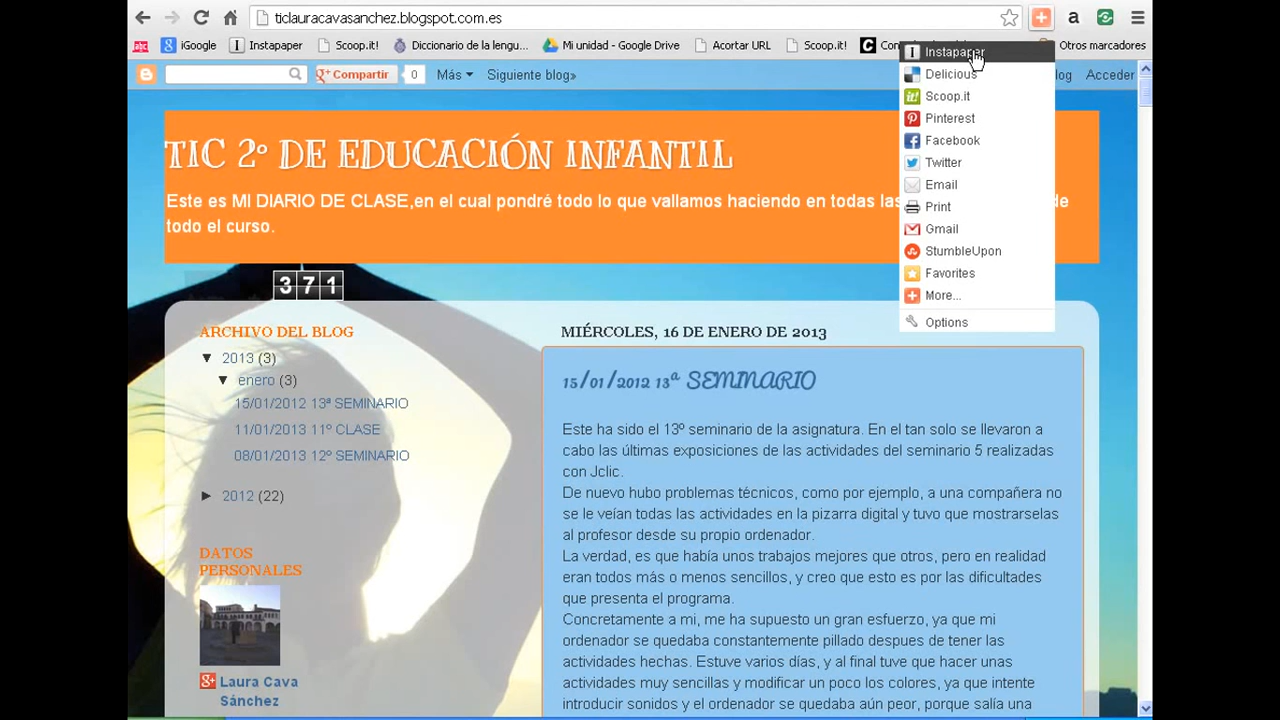 ticlauracavasanchez.blogspot.com.es
a
abc
iGoogle
Instapaper
Scoop.it!
Diccionario de la lengu...
Mi unidad - Google Drive
Acortar URL
Scoop.it!
Otros marcadores
Compartir
0
Más
Siguiente blog»
Acceder
Instapaper
Delicious
Scoop.it
Pinterest
Facebook
Twitter
Email
Print
Gmail
StumbleUpon
Favorites
More...
Options
TIC 2º DE EDUCACIÓN INFANTIL
Este es MI DIARIO DE CLASE,en el cual pondré todo lo que vallamos haciendo en todas las de
todo el curso.
371
ARCHIVO DEL BLOG
▼ 2013 (3)
▼ enero (3)
15/01/2012 13ª SEMINARIO
11/01/2013 11º CLASE
08/01/2013 12º SEMINARIO
► 2012 (22)
DATOS
PERSONALES
Laura Cava
Sánchez
MIÉRCOLES, 16 DE ENERO DE 2013
15/01/2012 13ª SEMINARIO
Este ha sido el 13º seminario de la asignatura. En el tan solo se llevaron a
cabo las últimas exposiciones de las actividades del seminario 5 realizadas
con Jclic.
De nuevo hubo problemas técnicos, como por ejemplo, a una compañera no
se le veían todas las actividades en la pizarra digital y tuvo que mostrarselas
al profesor desde su propio ordenador.
La verdad, es que había unos trabajos mejores que otros, pero en realidad
eran todos más o menos sencillos, y creo que esto es por las dificultades
que presenta el programa.
Concretamente a mi, me ha supuesto un gran esfuerzo, ya que mi
ordenador se quedaba constantemente pillado despues de tener las
actividades hechas. Estuve varios días, y al final tuve que hacer unas
actividades muy sencillas y modificar un poco los colores, ya que intente
introducir sonidos y el ordenador se quedaba aún peor, porque salía una